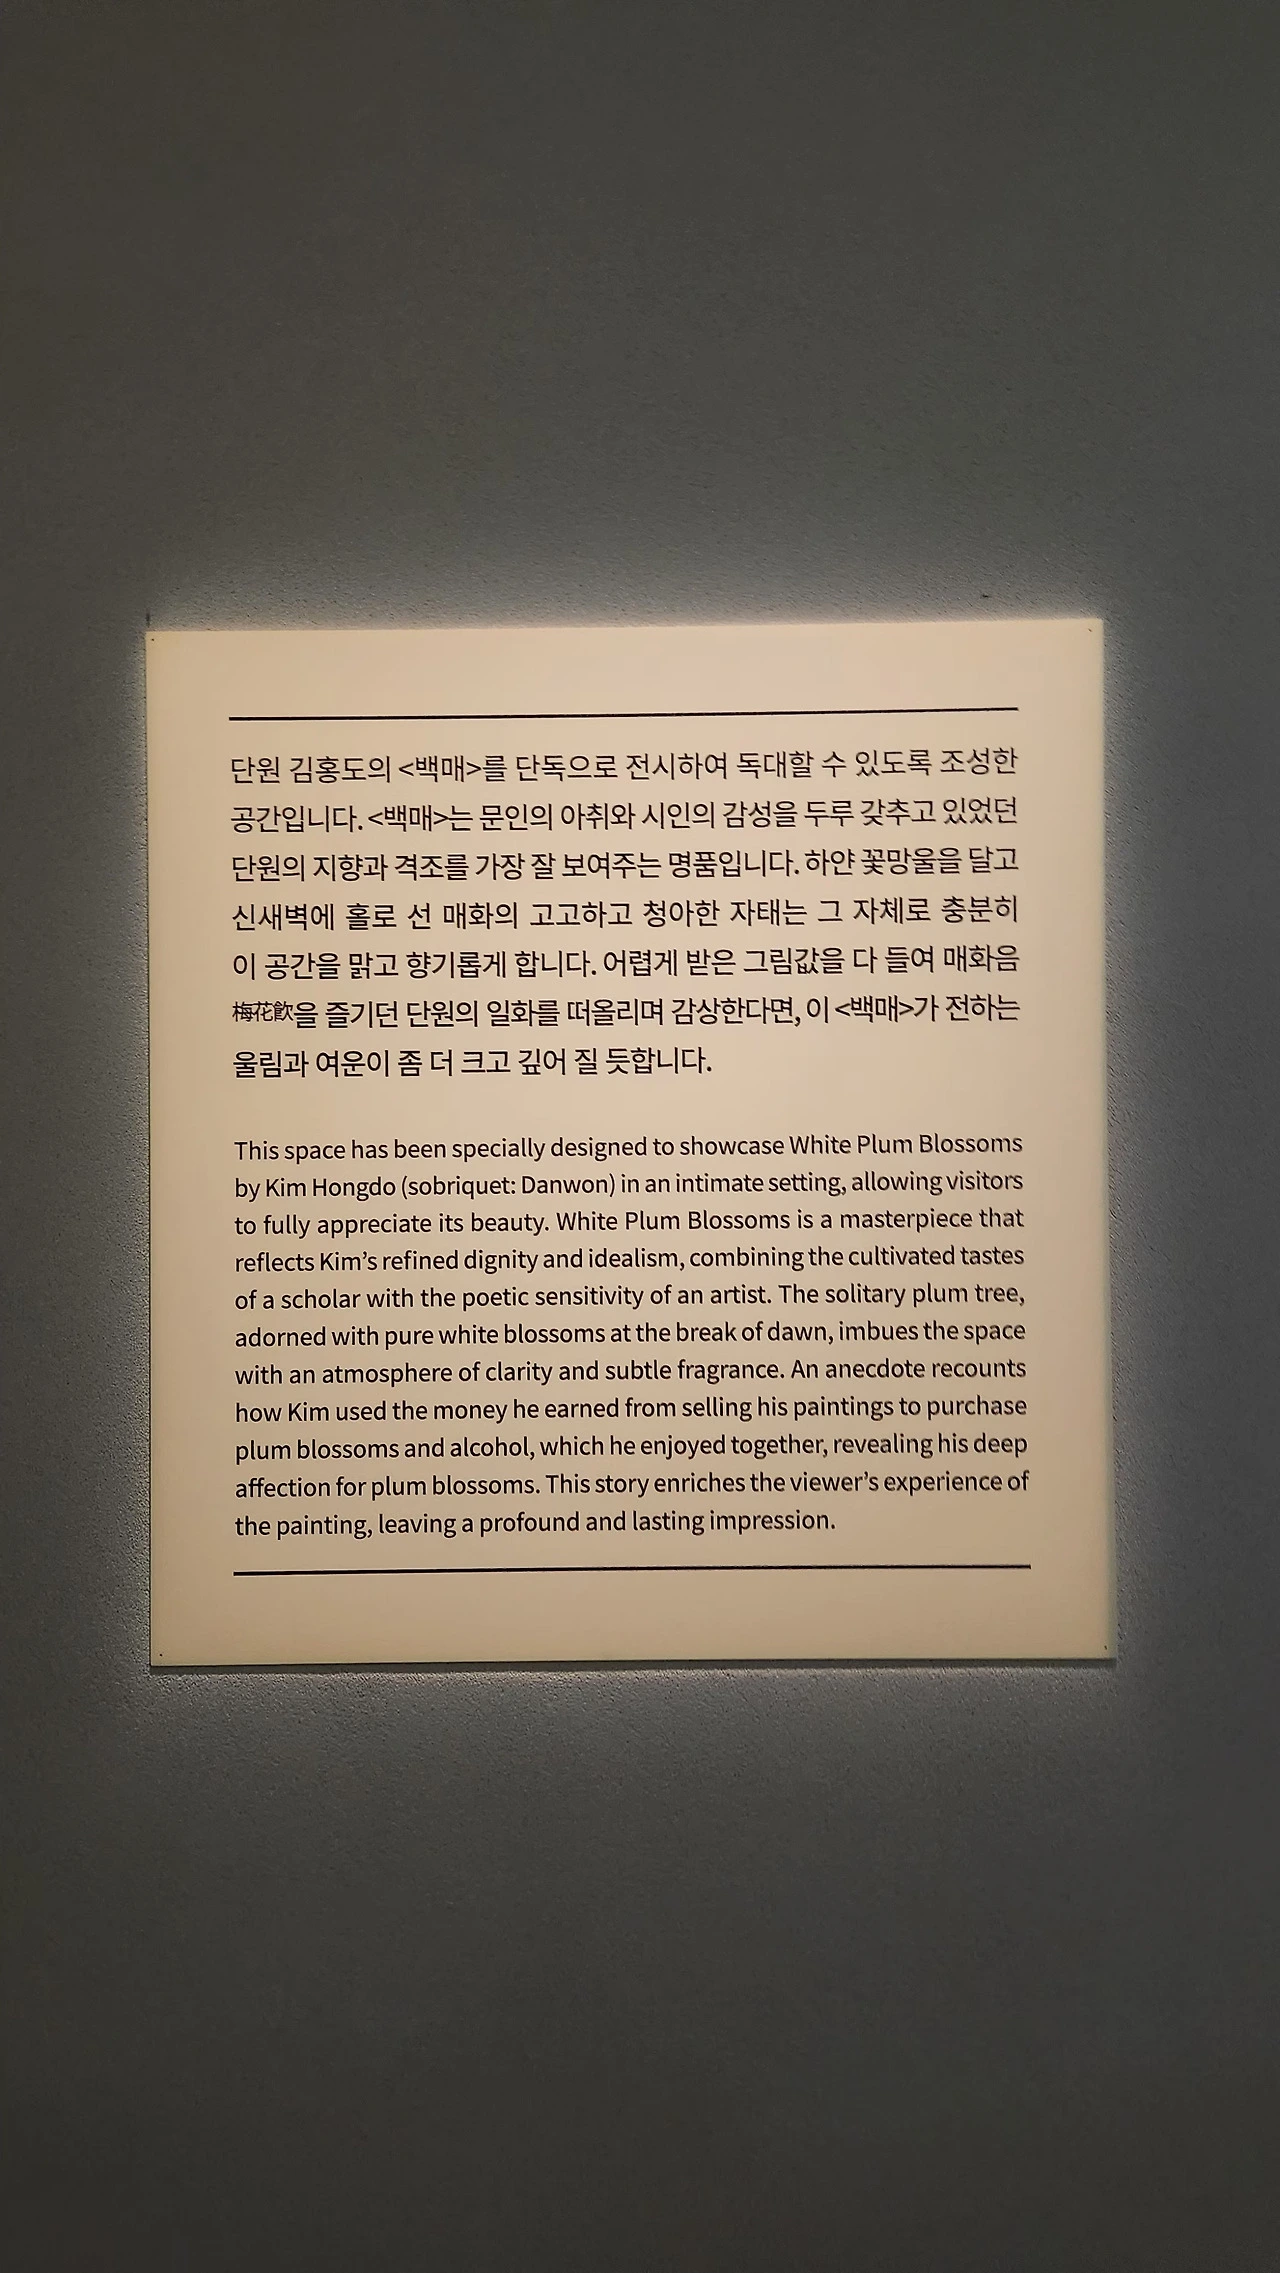 단원 김홍도의 <백매>를 단독으로 전시하여 독대할 수 있도록 조성한
공간입니다. <백매>는 문인의 아취와 시인의 감성을 두루 갖추고 있었던
단원의 지향과 격조를 가장 잘 보여주는 명품입니다. 하얀 꽃망울을 달고
신새벽에 홀로 선 매화의 고고하고 청아한 자태는 그 자체로 충분히
이 공간을 맑고 향기롭게 합니다. 어렵게 받은 그림값을 다 들여 매화음
梅花飮을 즐기던 단원의 일화를 떠올리며 감상한다면, 이 <백매>가 전하는
울림과 여운이 좀 더 크고 깊어 질 듯합니다.
This space has been specially designed to showcase White Plum Blossoms
by Kim Hongdo (sobriquet: Danwon) in an intimate setting, allowing visitors
to fully appreciate its beauty. White Plum Blossoms is a masterpiece that
reflects Kim's refined dignity and idealism, combining the cultivated tastes
of a scholar with the poetic sensitivity of an artist. The solitary plum tree,
adorned with pure white blossoms at the break of dawn, imbues the space
with an atmosphere of clarity and subtle fragrance. An anecdote recounts
how Kim used the money he earned from selling his paintings to purchase
plum blossoms and alcohol, which he enjoyed together, revealing his deep
affection for plum blossoms. This story enriches the viewer's experience of
the painting, leaving a profound and lasting impression.